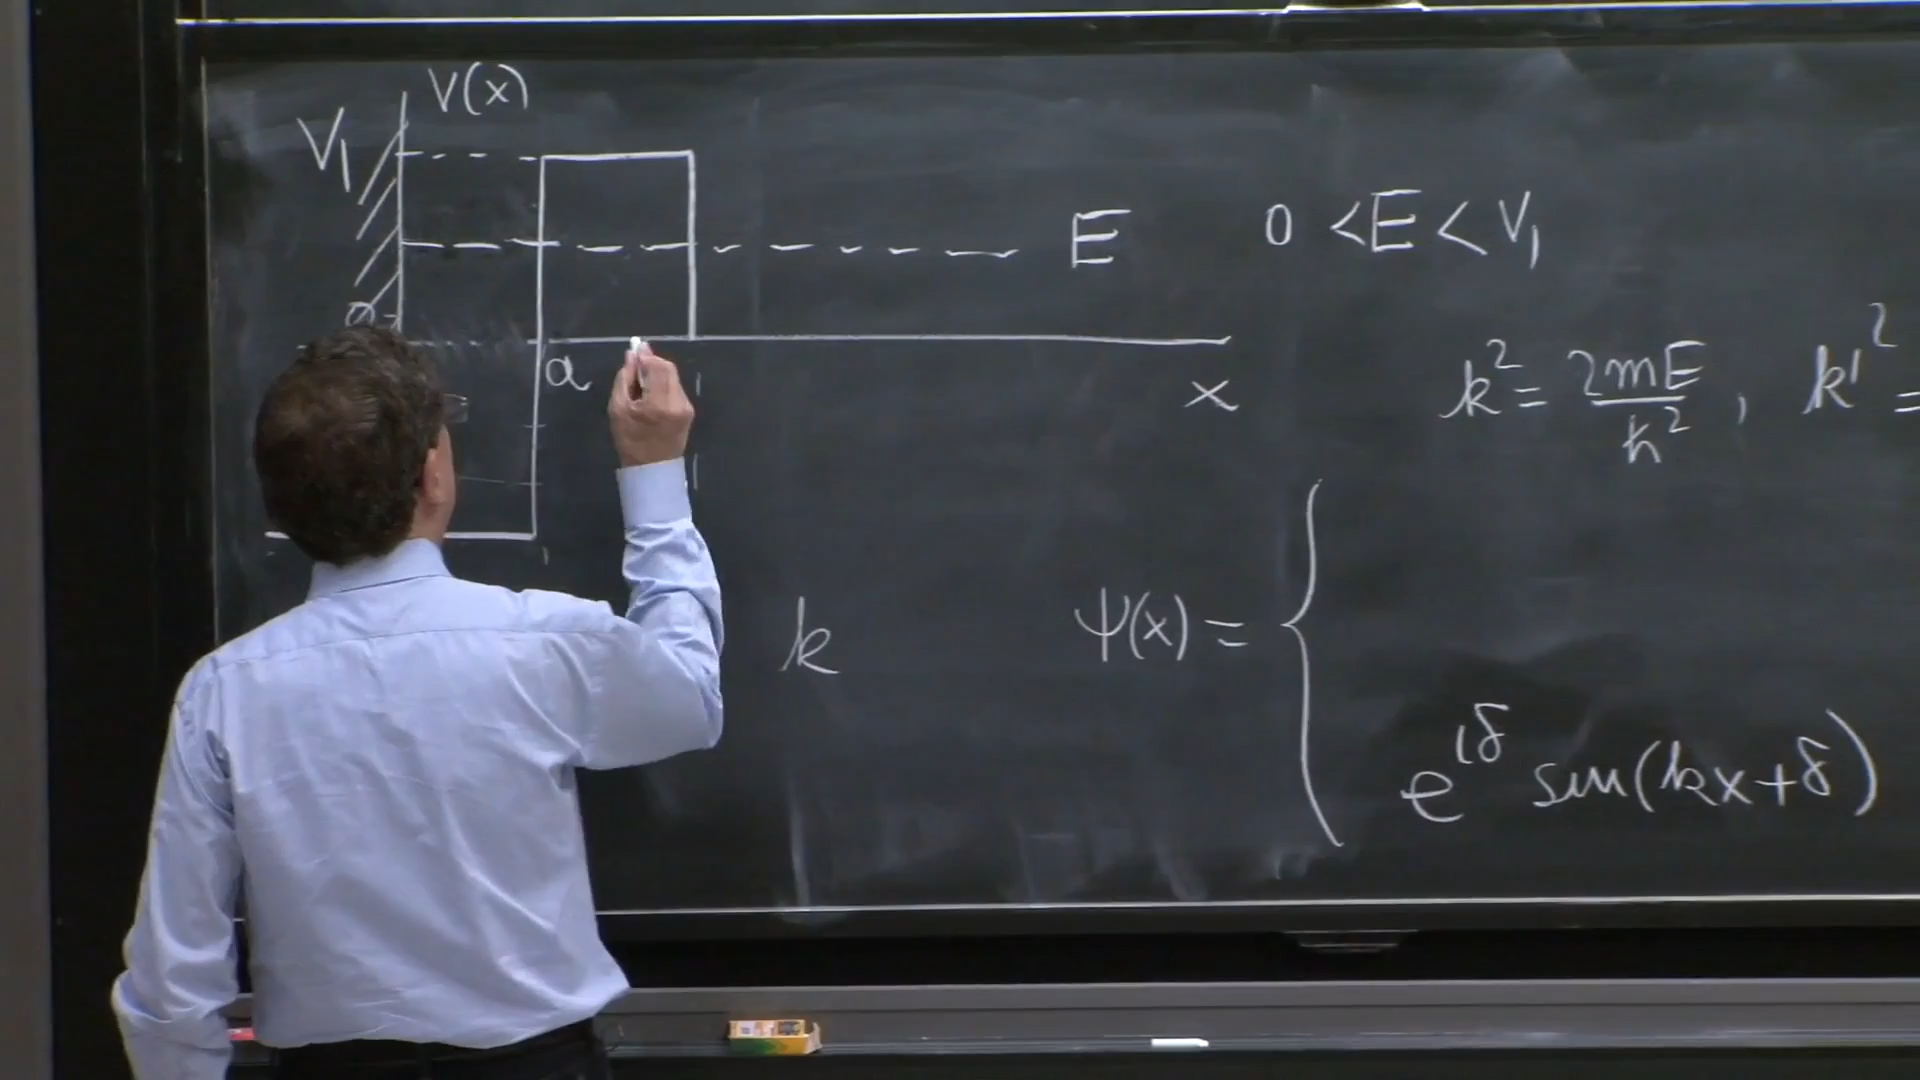 V(x)
V₁
E 0 < E < V₁
a
x
k² = 2mE/ħ² , k'² =
k
ψ(x) = {
e^{iδ} sin(kx+δ)